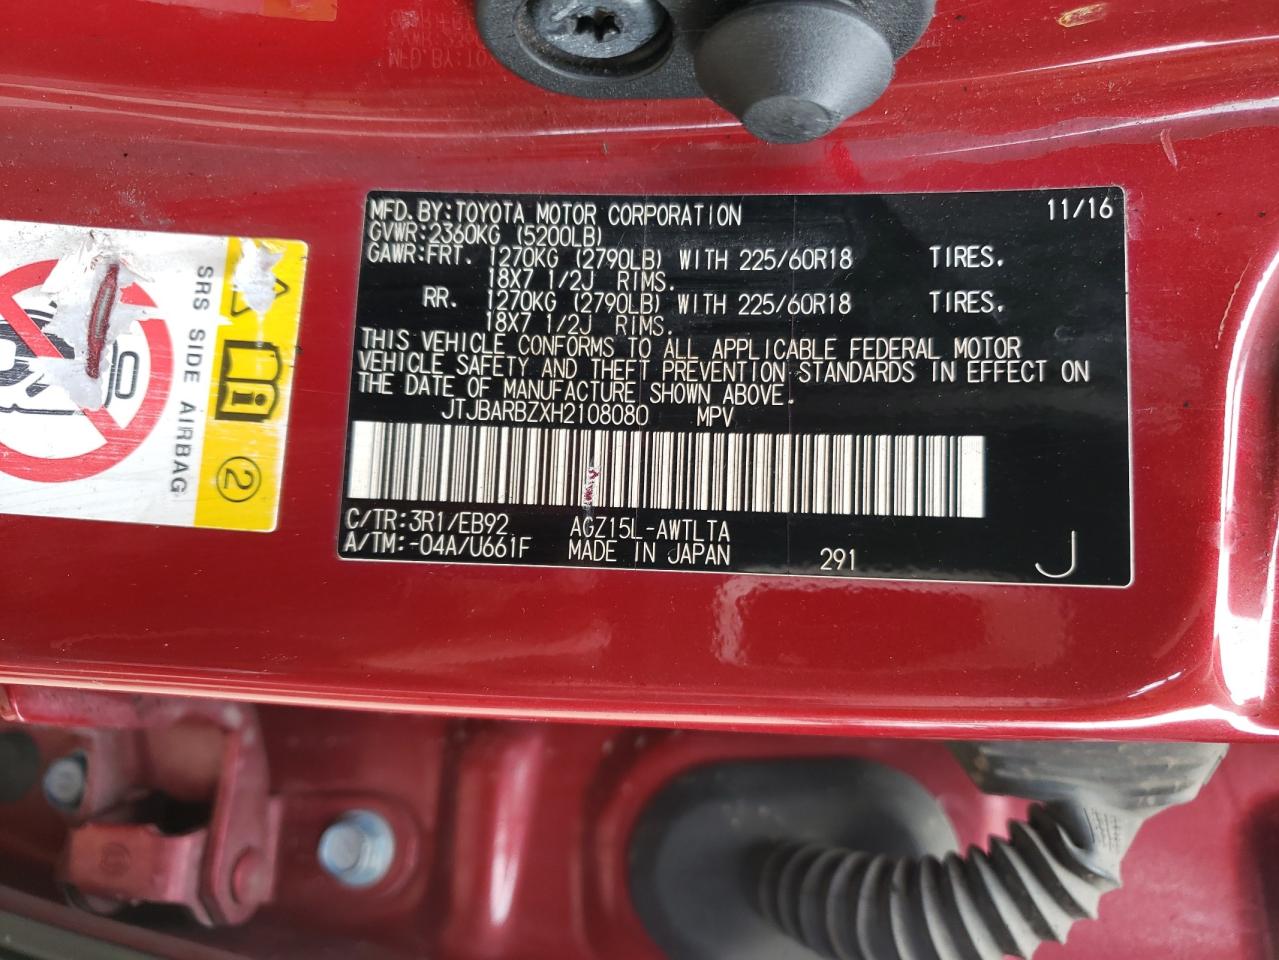 MFD.BY:TOYOTA MOTOR CORPORATION 11/16
GVWR:2360KG (5200LB)
GAWR:FRT. 1270KG (2790LB) WITH 225/60R18 TIRES.
18X7 1/2J RIMS.
RR. 1270KG (2790LB) WITH 225/60R18 TIRES.
18X7 1/2J RIMS.
THIS VEHICLE CONFORMS TO ALL APPLICABLE FEDERAL MOTOR
VEHICLE SAFETY AND THEFT PREVENTION STANDARDS IN EFFECT ON
THE DATE OF MANUFACTURE SHOWN ABOVE.
JTJBARBZXH2108080 MPV
C/TR:3R1/EB92 AGZ15L-AWTLTA
A/TM:-04A/U661F MADE IN JAPAN 291 J
SRS SIDE AIRBAG
2